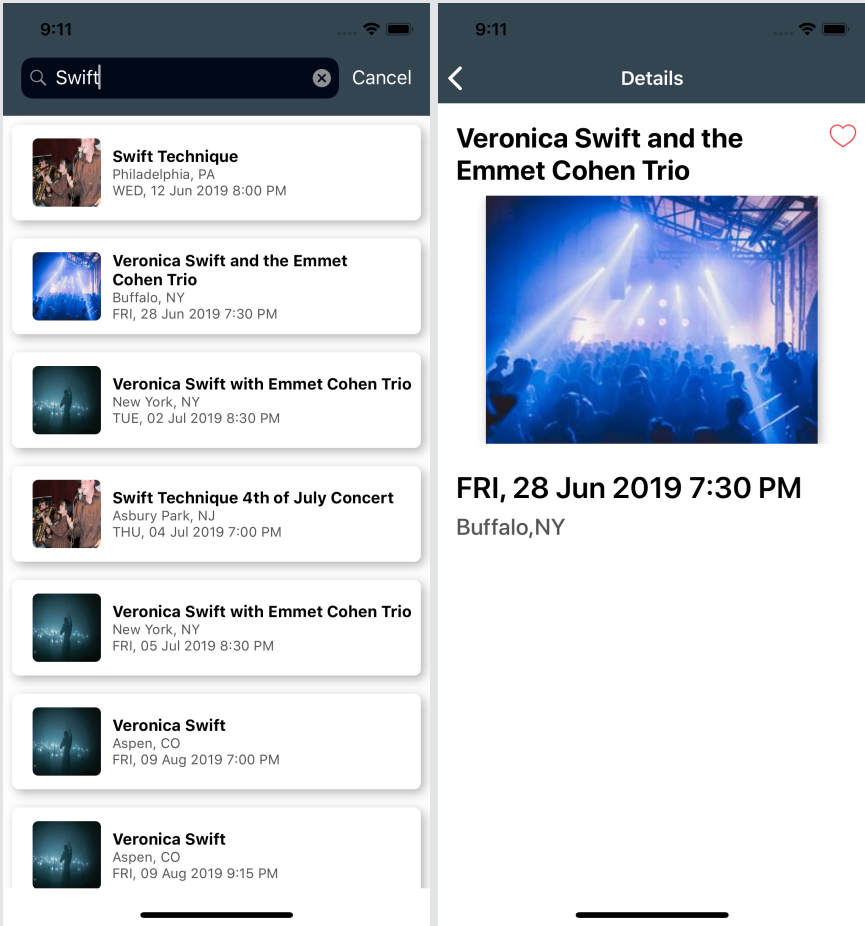 9:11
Swift
Cancel
Swift Technique
Philadelphia, PA
WED, 12 Jun 2019 8:00 PM
Veronica Swift and the Emmet
Cohen Trio
Buffalo, NY
FRI, 28 Jun 2019 7:30 PM
Veronica Swift with Emmet Cohen Trio
New York, NY
TUE, 02 Jul 2019 8:30 PM
Swift Technique 4th of July Concert
Asbury Park, NJ
THU, 04 Jul 2019 7:00 PM
Veronica Swift with Emmet Cohen Trio
New York, NY
FRI, 05 Jul 2019 8:30 PM
Veronica Swift
Aspen, CO
FRI, 09 Aug 2019 7:00 PM
Veronica Swift
Aspen, CO
FRI, 09 Aug 2019 9:15 PM
9:11
Details
Veronica Swift and the
Emmet Cohen Trio
FRI, 28 Jun 2019 7:30 PM
Buffalo,NY